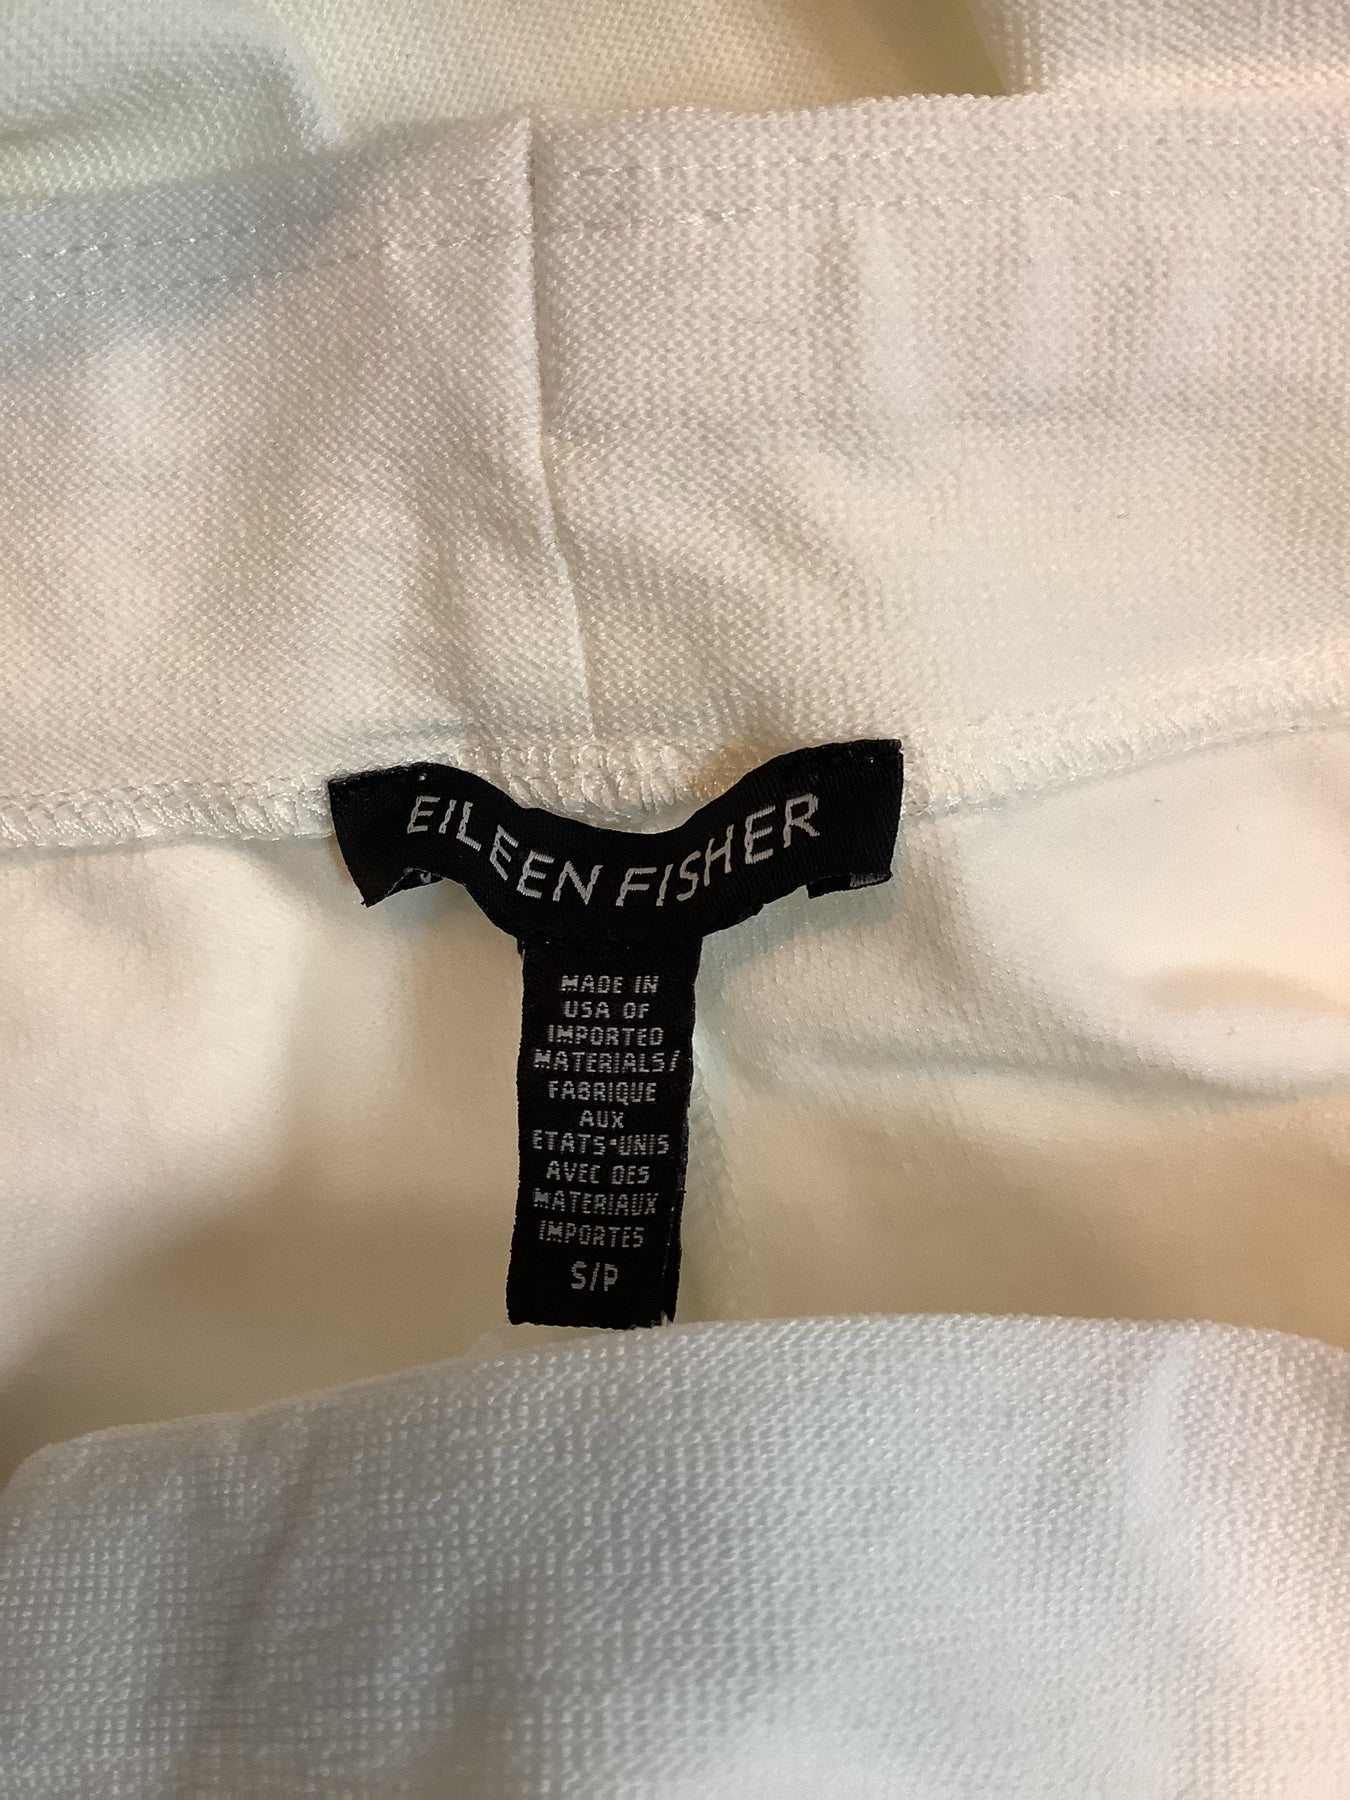 EILEEN FISHER
MADE IN
USA OF
IMPORTED
MATERIALS/
FABRIQUE
AUX
ETATS-UNIS
AVEC DES
MATERIAUX
IMPORTES
S/P